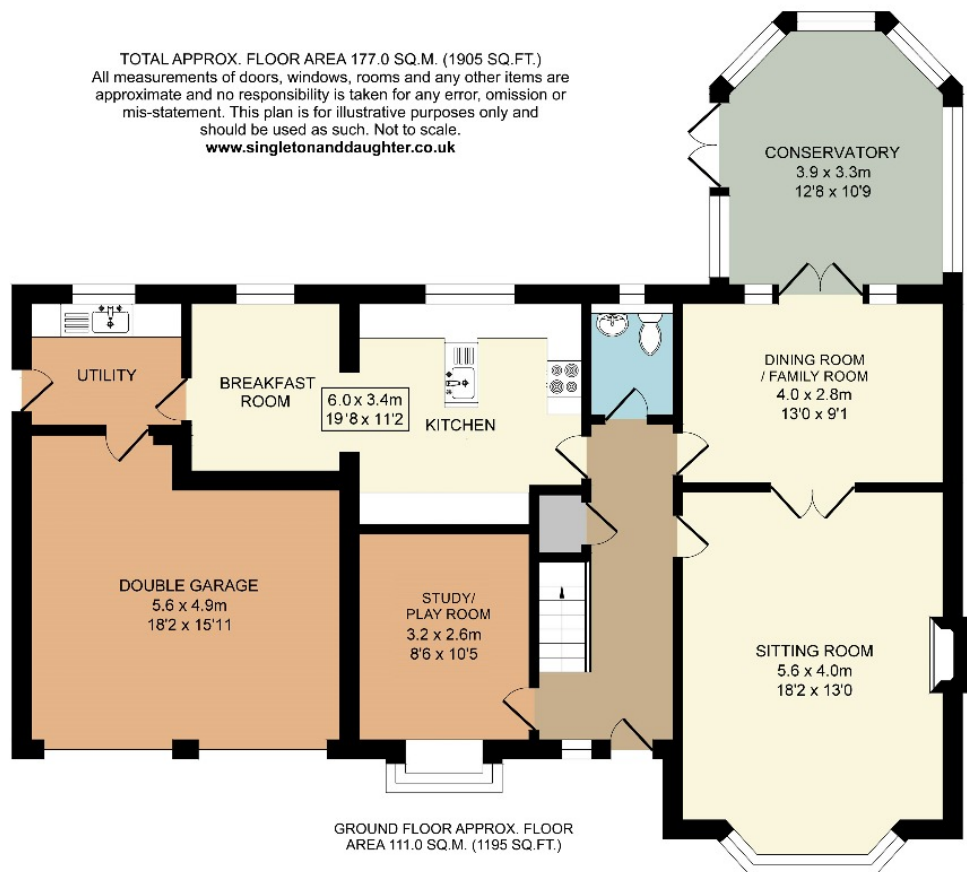 TOTAL APPROX. FLOOR AREA 177.0 SQ.M. (1905 SQ.FT.)
All measurements of doors, windows, rooms and any other items are
approximate and no responsibility is taken for any error, omission or
mis-statement. This plan is for illustrative purposes only and
should be used as such. Not to scale.
www.singletonanddaughter.co.uk
CONSERVATORY
3.9 x 3.3m
12'8 x 10'9
UTILITY
BREAKFAST
ROOM
6.0 x 3.4m
19'8 x 11'2
KITCHEN
DINING ROOM
/ FAMILY ROOM
4.0 x 2.8m
13'0 x 9'1
DOUBLE GARAGE
5.6 x 4.9m
18'2 x 15'11
STUDY/
PLAY ROOM
3.2 x 2.6m
8'6 x 10'5
SITTING ROOM
5.6 x 4.0m
18'2 x 13'0
GROUND FLOOR APPROX. FLOOR
AREA 111.0 SQ.M. (1195 SQ.FT.)